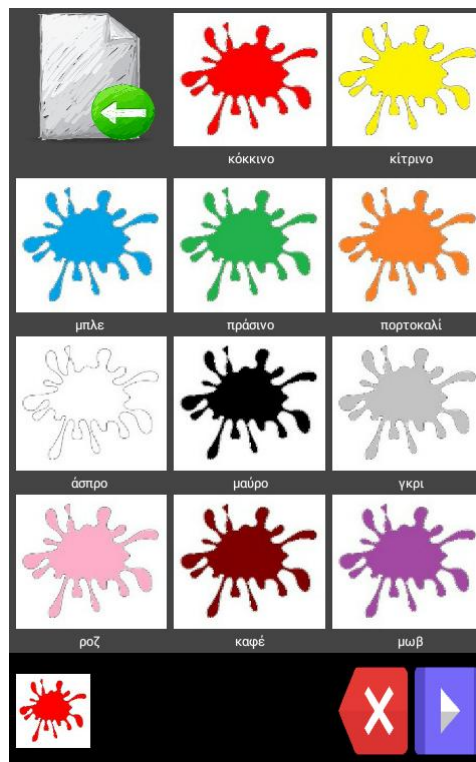 κόκκινο κίτρινο
μπλε πράσινο πορτοκαλί
άσπρο μαύρο γκρι
ροζ καφέ μωβ